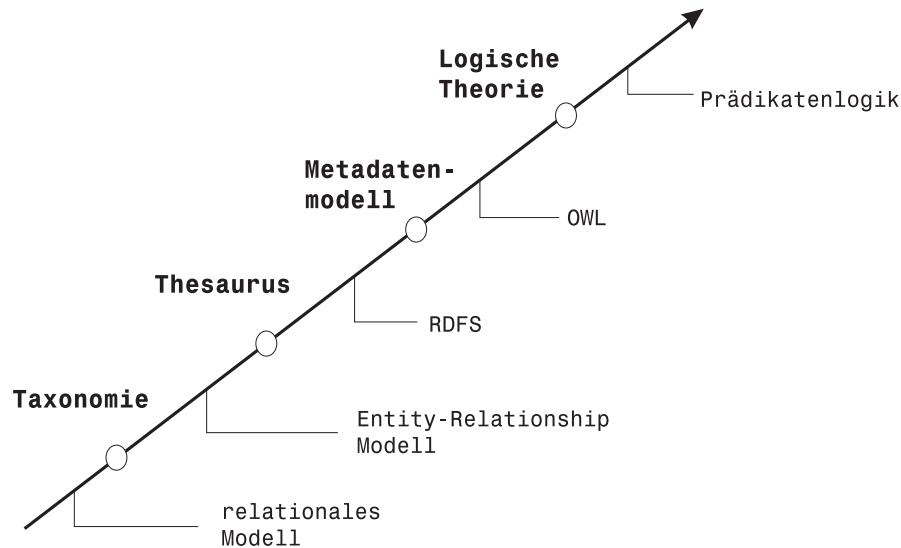 Logische
Theorie
Prädikatenlogik
Metadaten-
modell
OWL
Thesaurus
RDFS
Taxonomie
Entity-Relationship
Modell
relationales
Modell